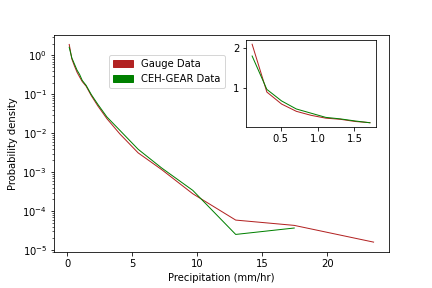 Gauge Data
CEH-GEAR Data
2
1
0.5 1.0 1.5
10⁰
10⁻¹
10⁻²
10⁻³
10⁻⁴
10⁻⁵
Probability density
0 5 10 15 20
Precipitation (mm/hr)